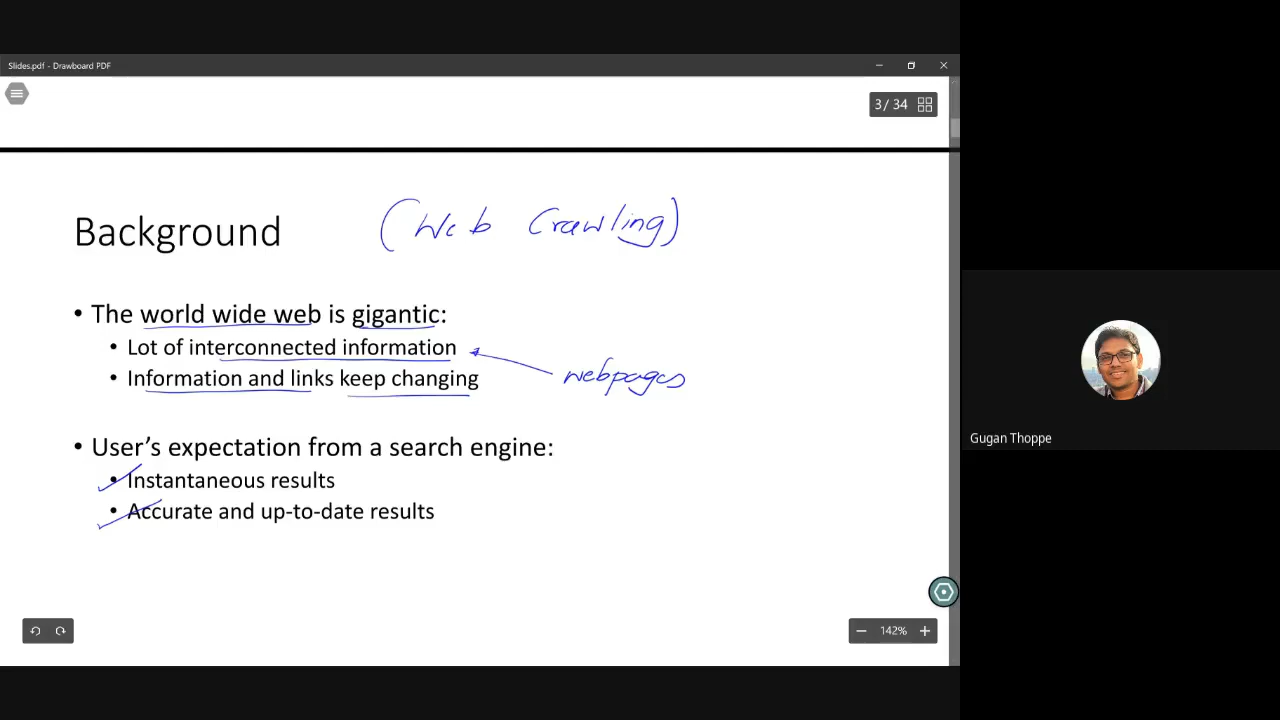 Slides.pdf - Drawboard PDF
3 / 34
Background (Web Crawling)
• The world wide web is gigantic:
• Lot of interconnected information
• Information and links keep changing
webpages
• User’s expectation from a search engine:
• Instantaneous results
• Accurate and up-to-date results
142%
Gugan Thoppe